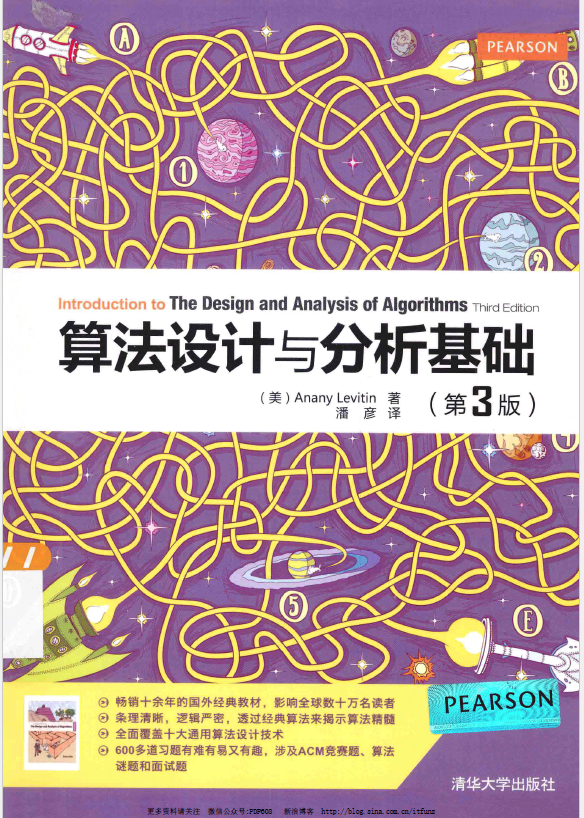 A
PEARSON
B
1
2
Introduction to The Design and Analysis of Algorithms Third Edition
算法设计与分析基础
（美）Anany Levitin 著
潘 彦 译
（第3版）
5
E
PEARSON
畅销十余年的国外经典教材，影响全球数十万名读者
条理清晰，逻辑严密，透过经典算法来揭示算法精髓
全面覆盖十大通用算法设计技术
600多道习题有难有易又有趣，涉及ACM竞赛题、算法
谜题和面试题
清华大学出版社
更多资料请关注 微信公众号:PDF608 新浪博客 http://blog.sina.com.cn/itfuns